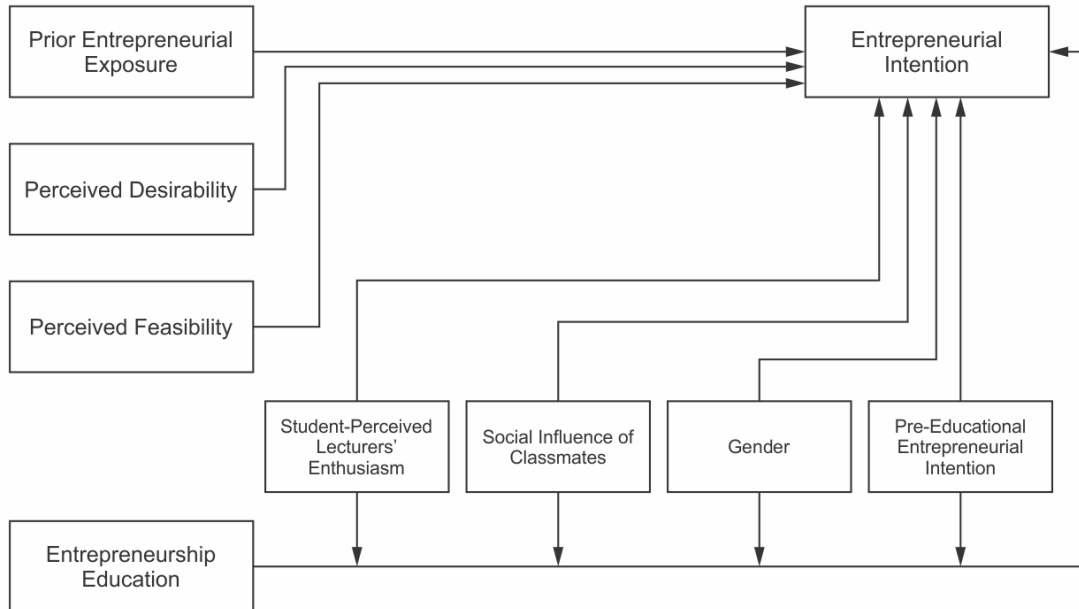 Prior Entrepreneurial
Exposure
Entrepreneurial
Intention
Perceived Desirability
Perceived Feasibility
Student-Perceived
Lecturers’
Enthusiasm
Social Influence of
Classmates
Gender
Pre-Educational
Entrepreneurial
Intention
Entrepreneurship
Education